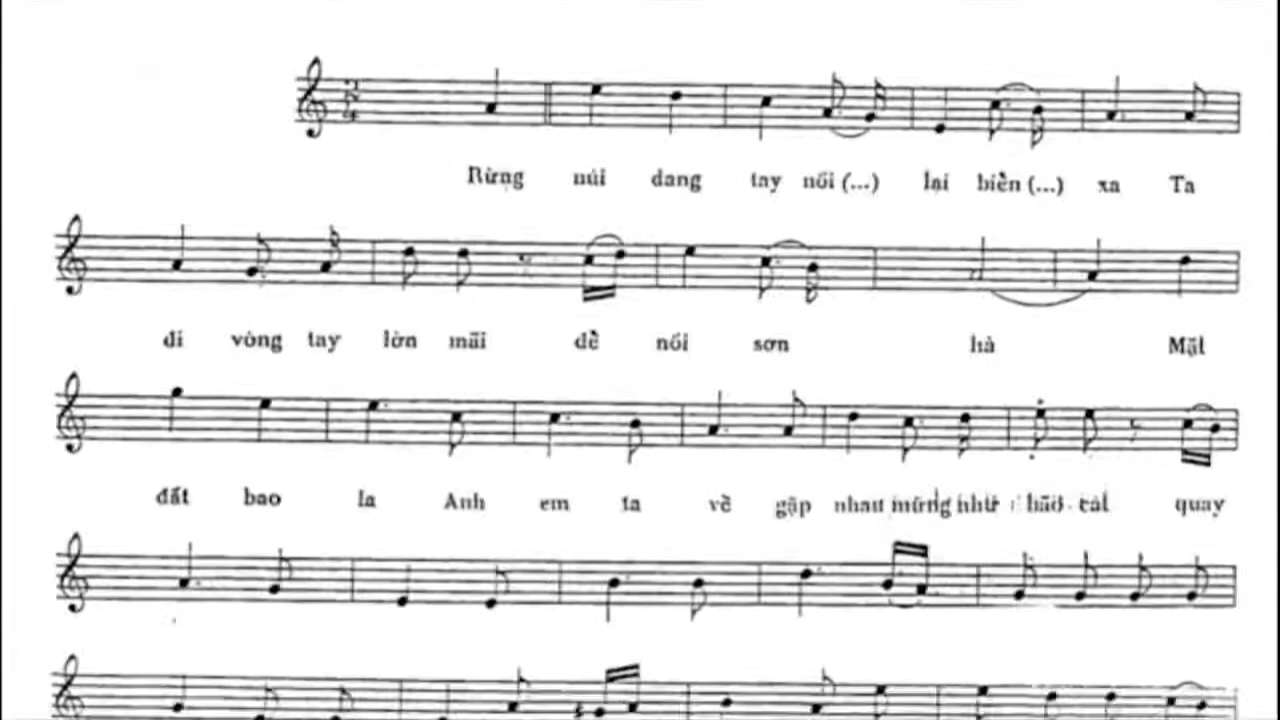 Rừng núi dang tay nối (...) lại biển (...) xa Ta
đi vòng tay lớn mãi để nối sơn hà Mặt
đất bao la Anh em ta về gặp nhau mừng như bão cát quay